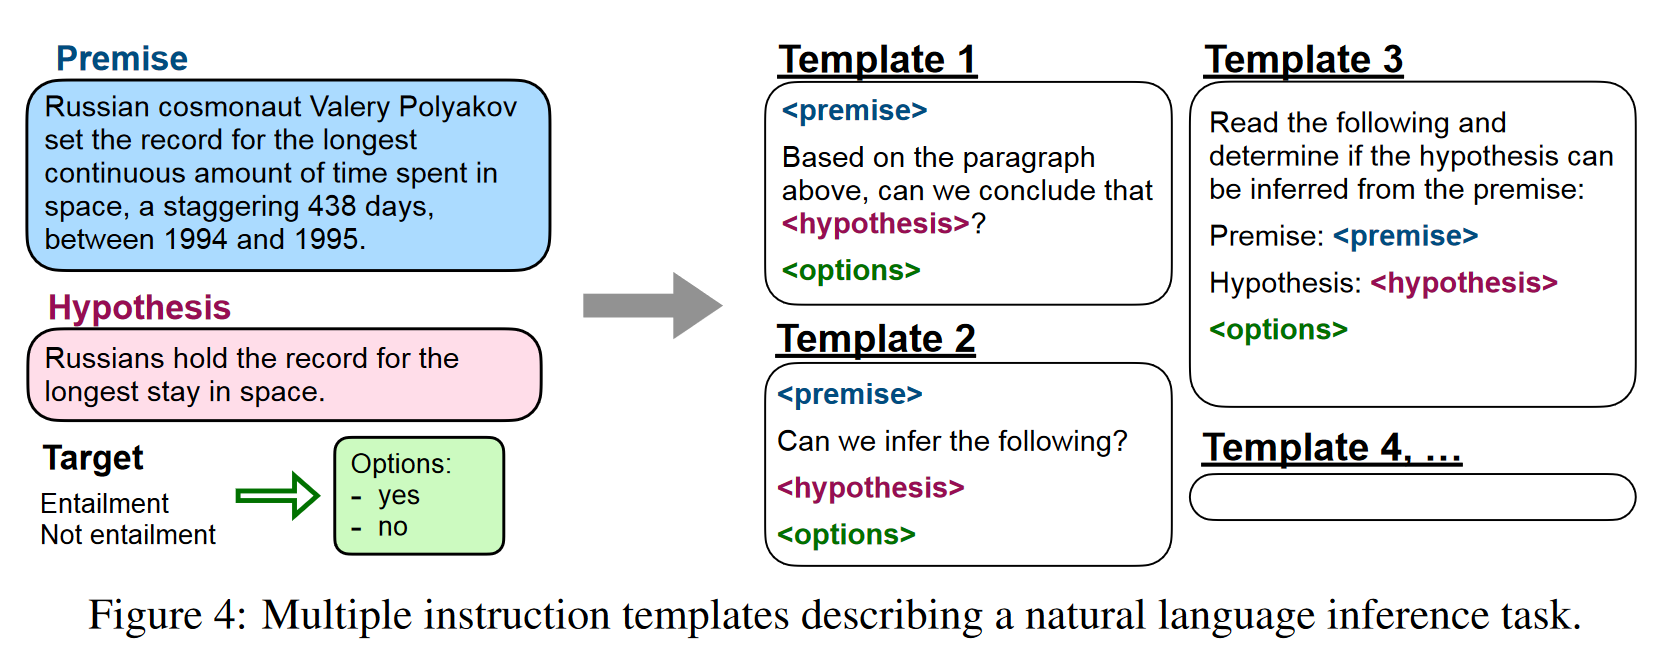 Premise
Russian cosmonaut Valery Polyakov
set the record for the longest
continuous amount of time spent in
space, a staggering 438 days,
between 1994 and 1995.
Hypothesis
Russians hold the record for the
longest stay in space.
Target
Entailment
Not entailment
Options:
- yes
- no
Template 1
<premise>
Based on the paragraph
above, can we conclude that
<hypothesis>?
<options>
Template 2
<premise>
Can we infer the following?
<hypothesis>
<options>
Template 3
Read the following and
determine if the hypothesis can
be inferred from the premise:
Premise: <premise>
Hypothesis: <hypothesis>
<options>
Template 4, ...
Figure 4: Multiple instruction templates describing a natural language inference task.